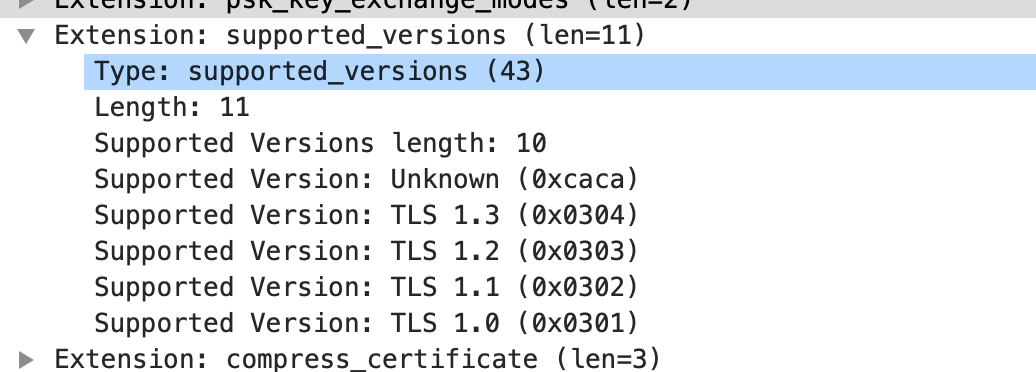 Extension: psk_key_exchange_modes (len=2)
Extension: supported_versions (len=11)
Type: supported_versions (43)
Length: 11
Supported Versions length: 10
Supported Version: Unknown (0xcaca)
Supported Version: TLS 1.3 (0x0304)
Supported Version: TLS 1.2 (0x0303)
Supported Version: TLS 1.1 (0x0302)
Supported Version: TLS 1.0 (0x0301)
Extension: compress_certificate (len=3)